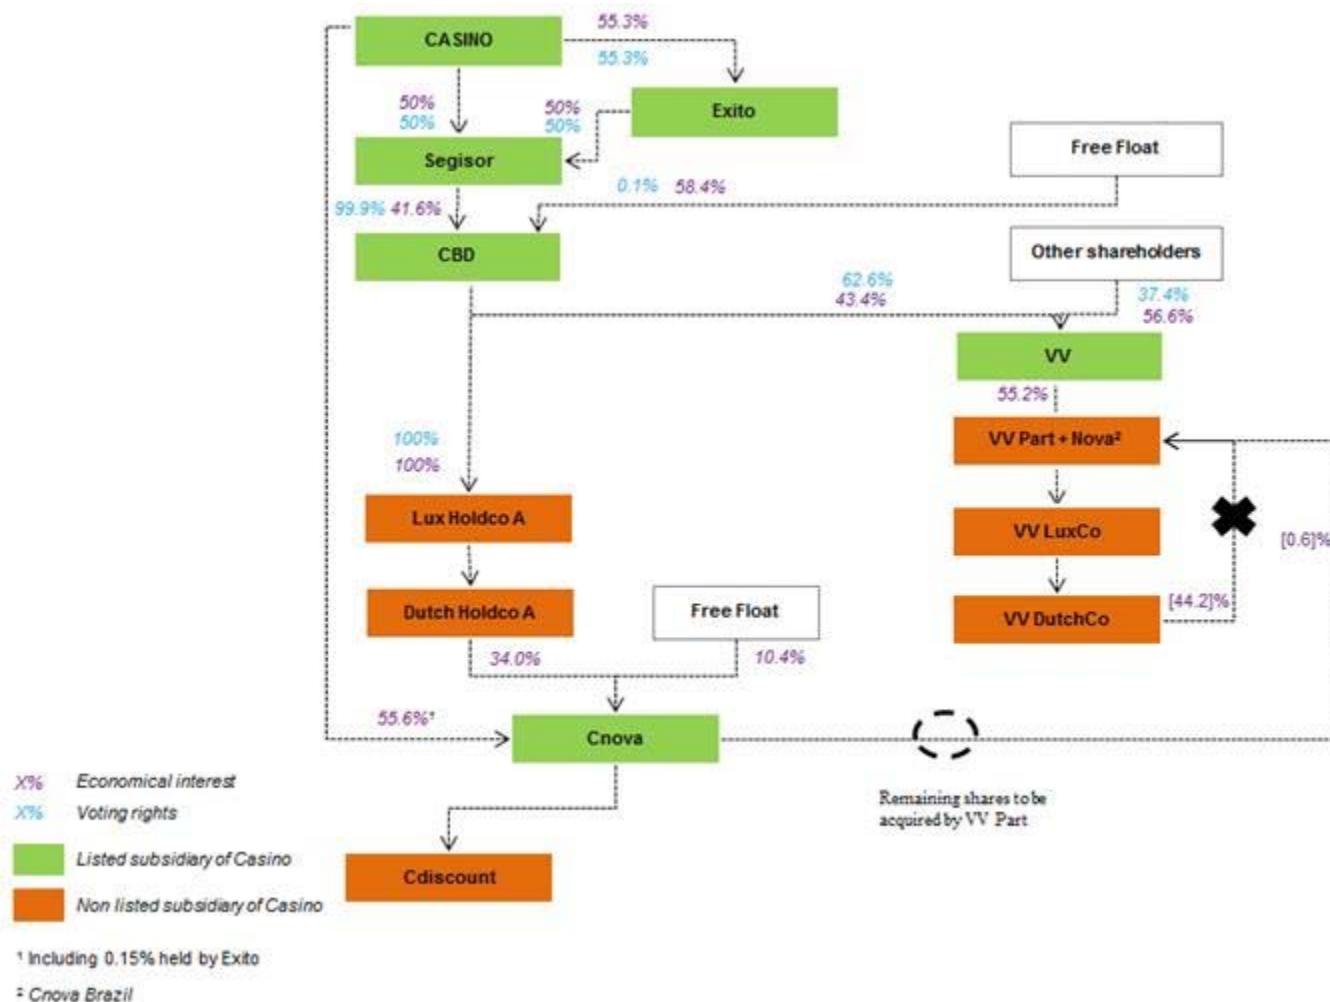 55.3%
CASINO
55.3%
50%
50%
50%
50%
Exito
Free Float
Segisor
0.1% 58.4%
99.9% 41.6%
CBD
Other shareholders
62.6%
43.4%
37.4%
56.6%
VV
55.2%
VV Part + Nova²
100%
100%
Lux Holdco A
VV LuxCo
[0.6]%
Dutch Holdco A
Free Float
VV DutchCo
[44.2]%
34.0%
10.4%
55.6%¹
Cnova
Remaining shares to be
acquired by VV Part
X% Economical interest
X% Voting rights
Listed subsidiary of Casino
Cdiscount
Non listed subsidiary of Casino
¹ Including 0.15% held by Exito
² Cnova Brazil